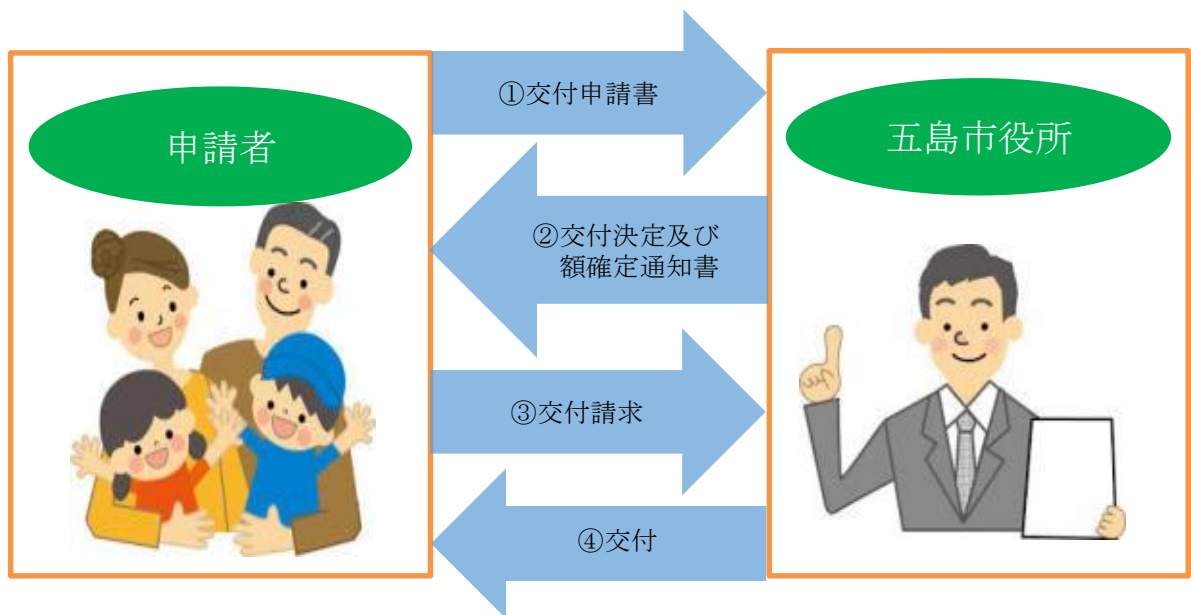 申請者
①交付申請書
五島市役所
②交付決定及び
額確定通知書
③交付請求
④交付